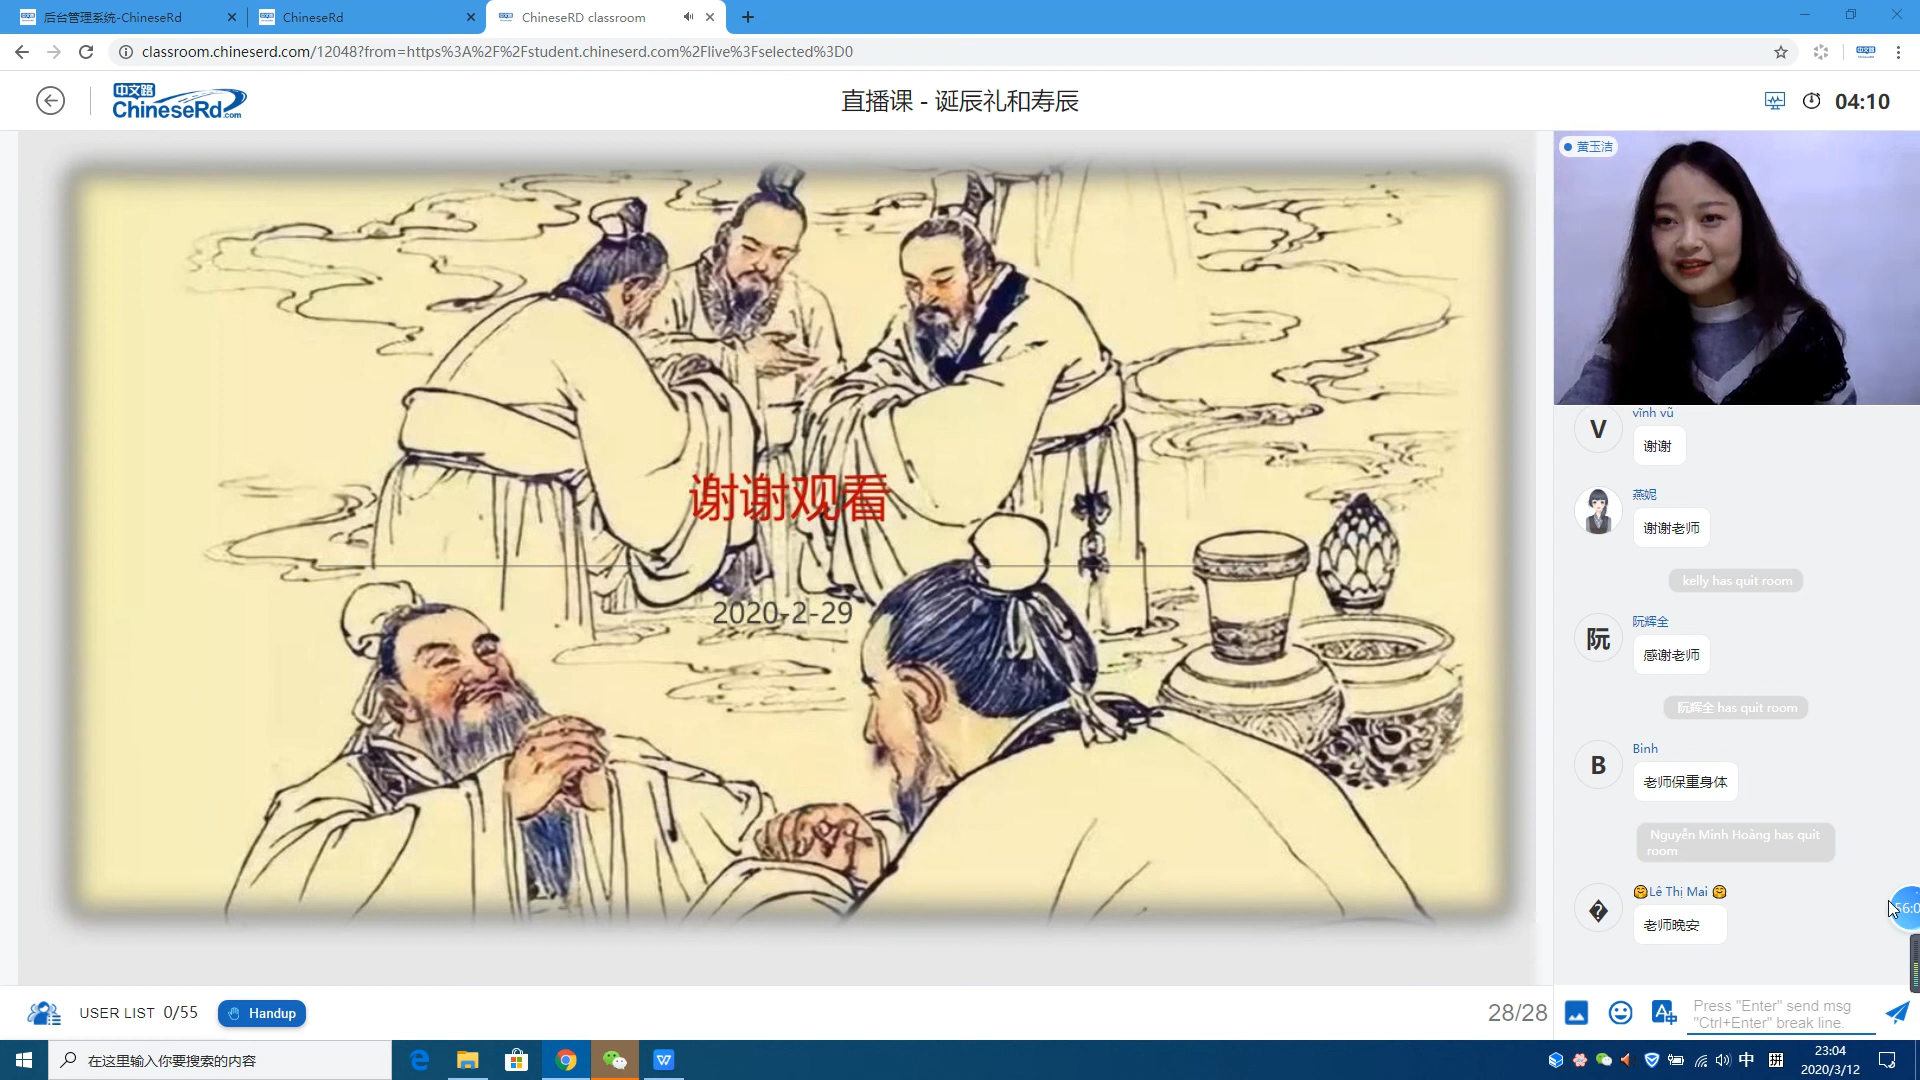 后台管理系统-ChineseRd
ChineseRd
ChineseRD classroom
classroom.chineserd.com/12048?from=https%3A%2F%2Fstudent.chineserd.com%2Flive%3Fselected%3D0
中文路
ChineseRd.com
直播课 - 诞辰礼和寿辰
04:10
黄玉洁
谢谢观看
2020-2-29
vĩnh vũ
V
谢谢
燕妮
谢谢老师
kelly has quit room
阮辉全
阮
感谢老师
阮辉全 has quit room
Bình
B
老师保重身体
Nguyễn Minh Hoàng has quit
room
🤗Lê Thị Mai 🤗
老师晚安
56:0
USER LIST 0/55
Handup
28/28
Press "Enter" send msg
"Ctrl+Enter" break line.
在这里输入你要搜索的内容
中
23:04
2020/3/12